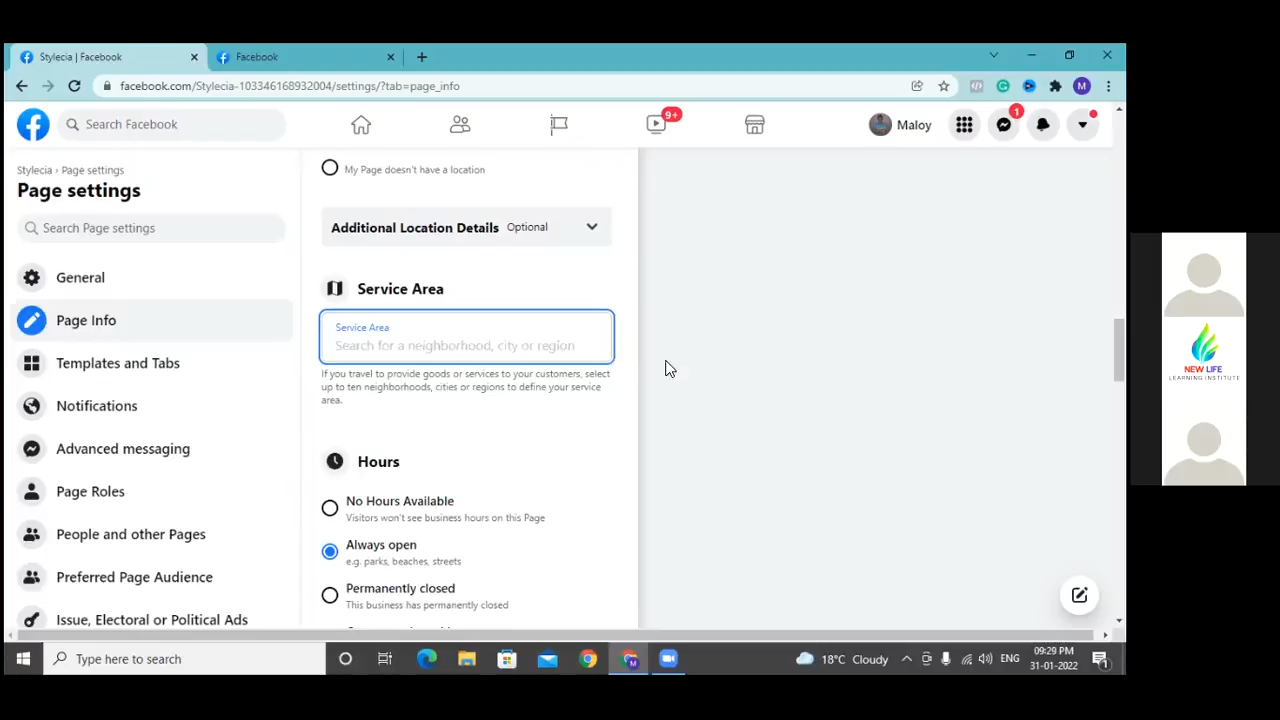 Stylecia | Facebook
Facebook
facebook.com/Stylecia-103346168932004/settings/?tab=page_info
M
Search Facebook
9+
Maloy
1
Stylecia › Page settings
Page settings
Search Page settings
General
Page Info
Templates and Tabs
Notifications
Advanced messaging
Page Roles
People and other Pages
Preferred Page Audience
Issue, Electoral or Political Ads
My Page doesn't have a location
Additional Location Details Optional
Service Area
Service Area
Search for a neighborhood, city or region
If you travel to provide goods or services to your customers, select
up to ten neighborhoods, cities or regions to define your service
area.
Hours
No Hours Available
Visitors won't see business hours on this Page
Always open
e.g. parks, beaches, streets
Permanently closed
This business has permanently closed
NEW LIFE
LEARNING INSTITUTE
Type here to search
18°C Cloudy
ENG
09:29 PM
31-01-2022
1